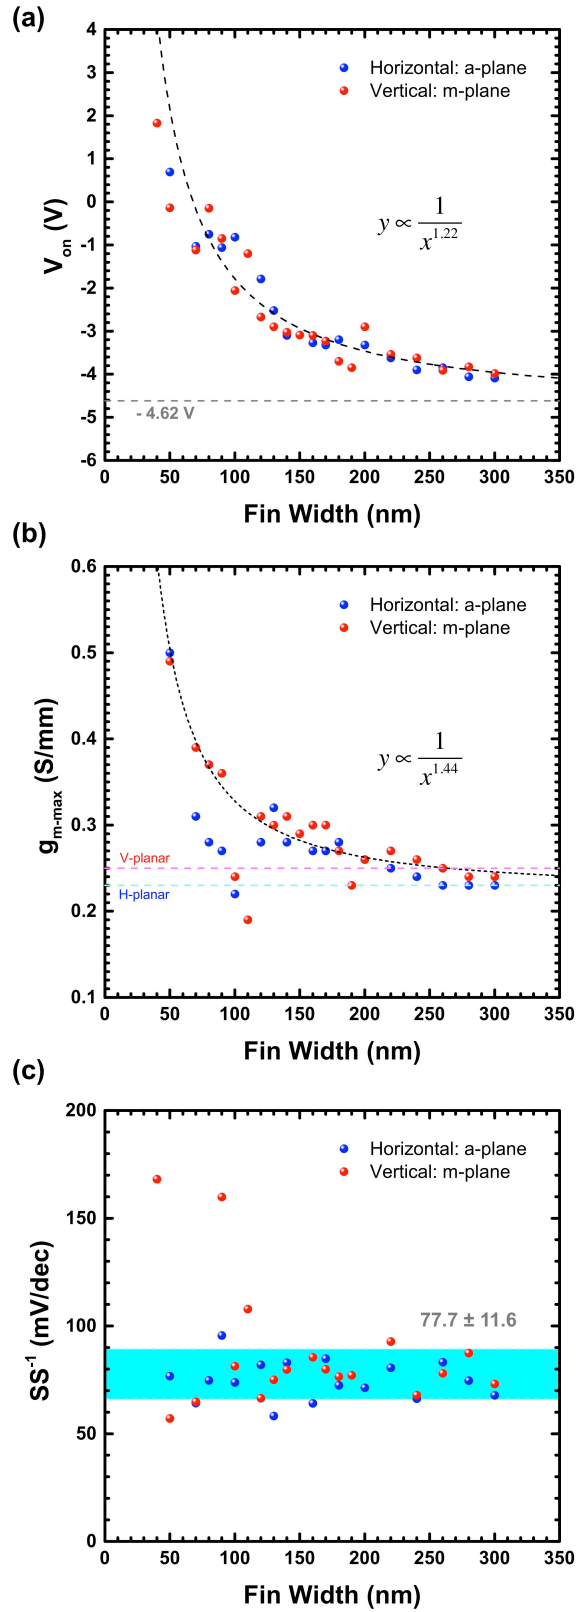 (a)
4
3
2
1
0
-1
-2
-3
-4
-5
-6
V_on (V)
Horizontal: a-plane
Vertical: m-plane
y ∝ 1/x^1.22
- 4.62 V
0 50 100 150 200 250 300 350
Fin Width (nm)
(b)
0.6
0.5
0.4
0.3
0.2
0.1
g_m-max (S/mm)
Horizontal: a-plane
Vertical: m-plane
y ∝ 1/x^1.44
V-planar
H-planar
0 50 100 150 200 250 300 350
Fin Width (nm)
(c)
200
150
100
50
0
SS^-1 (mV/dec)
Horizontal: a-plane
Vertical: m-plane
77.7 ± 11.6
0 50 100 150 200 250 300 350
Fin Width (nm)